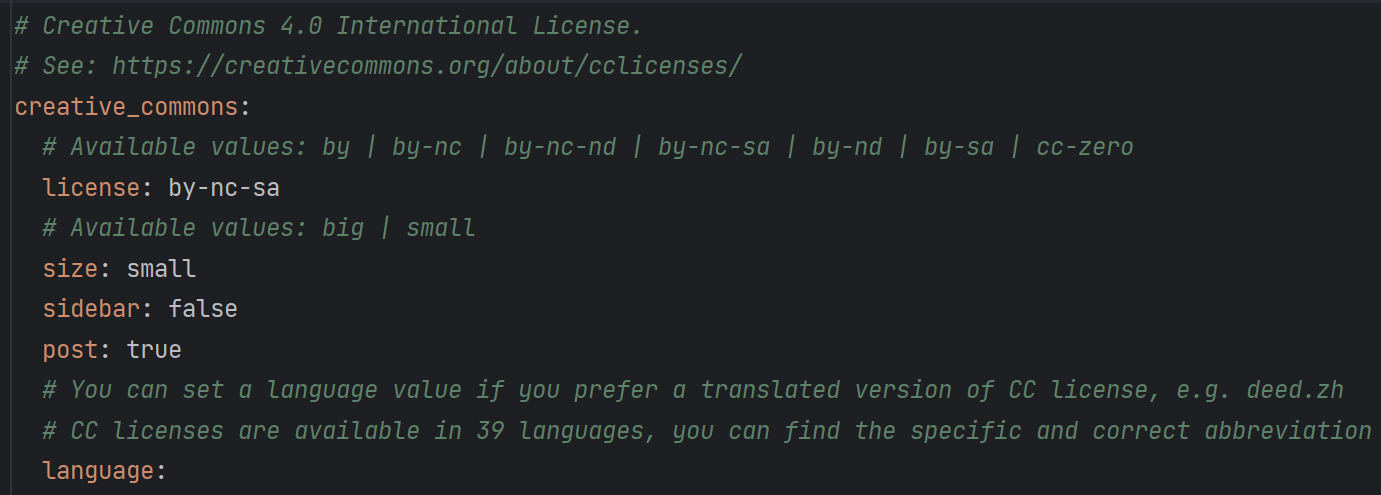 # Creative Commons 4.0 International License.
# See: https://creativecommons.org/about/cclicenses/
creative_commons:
  # Available values: by | by-nc | by-nc-nd | by-nc-sa | by-nd | by-sa | cc-zero
  license: by-nc-sa
  # Available values: big | small
  size: small
  sidebar: false
  post: true
  # You can set a language value if you prefer a translated version of CC license, e.g. deed.zh
  # CC licenses are available in 39 languages, you can find the specific and correct abbreviation
  language: